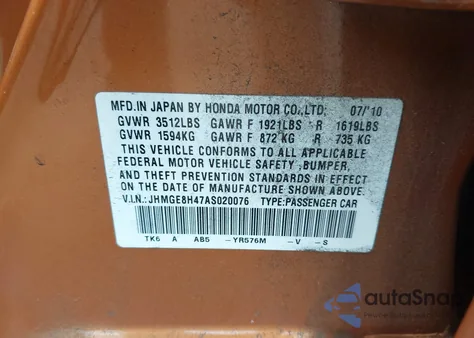 MFD.IN JAPAN BY HONDA MOTOR CO.,LTD. 07/'10
GVWR 3512LBS GAWR F 1921LBS R 1619LBS
GVWR 1594KG GAWR F 872 KG R 735 KG
THIS VEHICLE CONFORMS TO ALL APPLICABLE
FEDERAL MOTOR VEHICLE SAFETY ,BUMPER,
AND THEFT PREVENTION STANDARDS IN EFFECT
ON THE DATE OF MANUFACTURE SHOWN ABOVE.
V.I.N.: JHMGE8H47AS020076 TYPE:PASSENGER CAR
TK6 A AB5 -YR576M -V -S
autoSnap